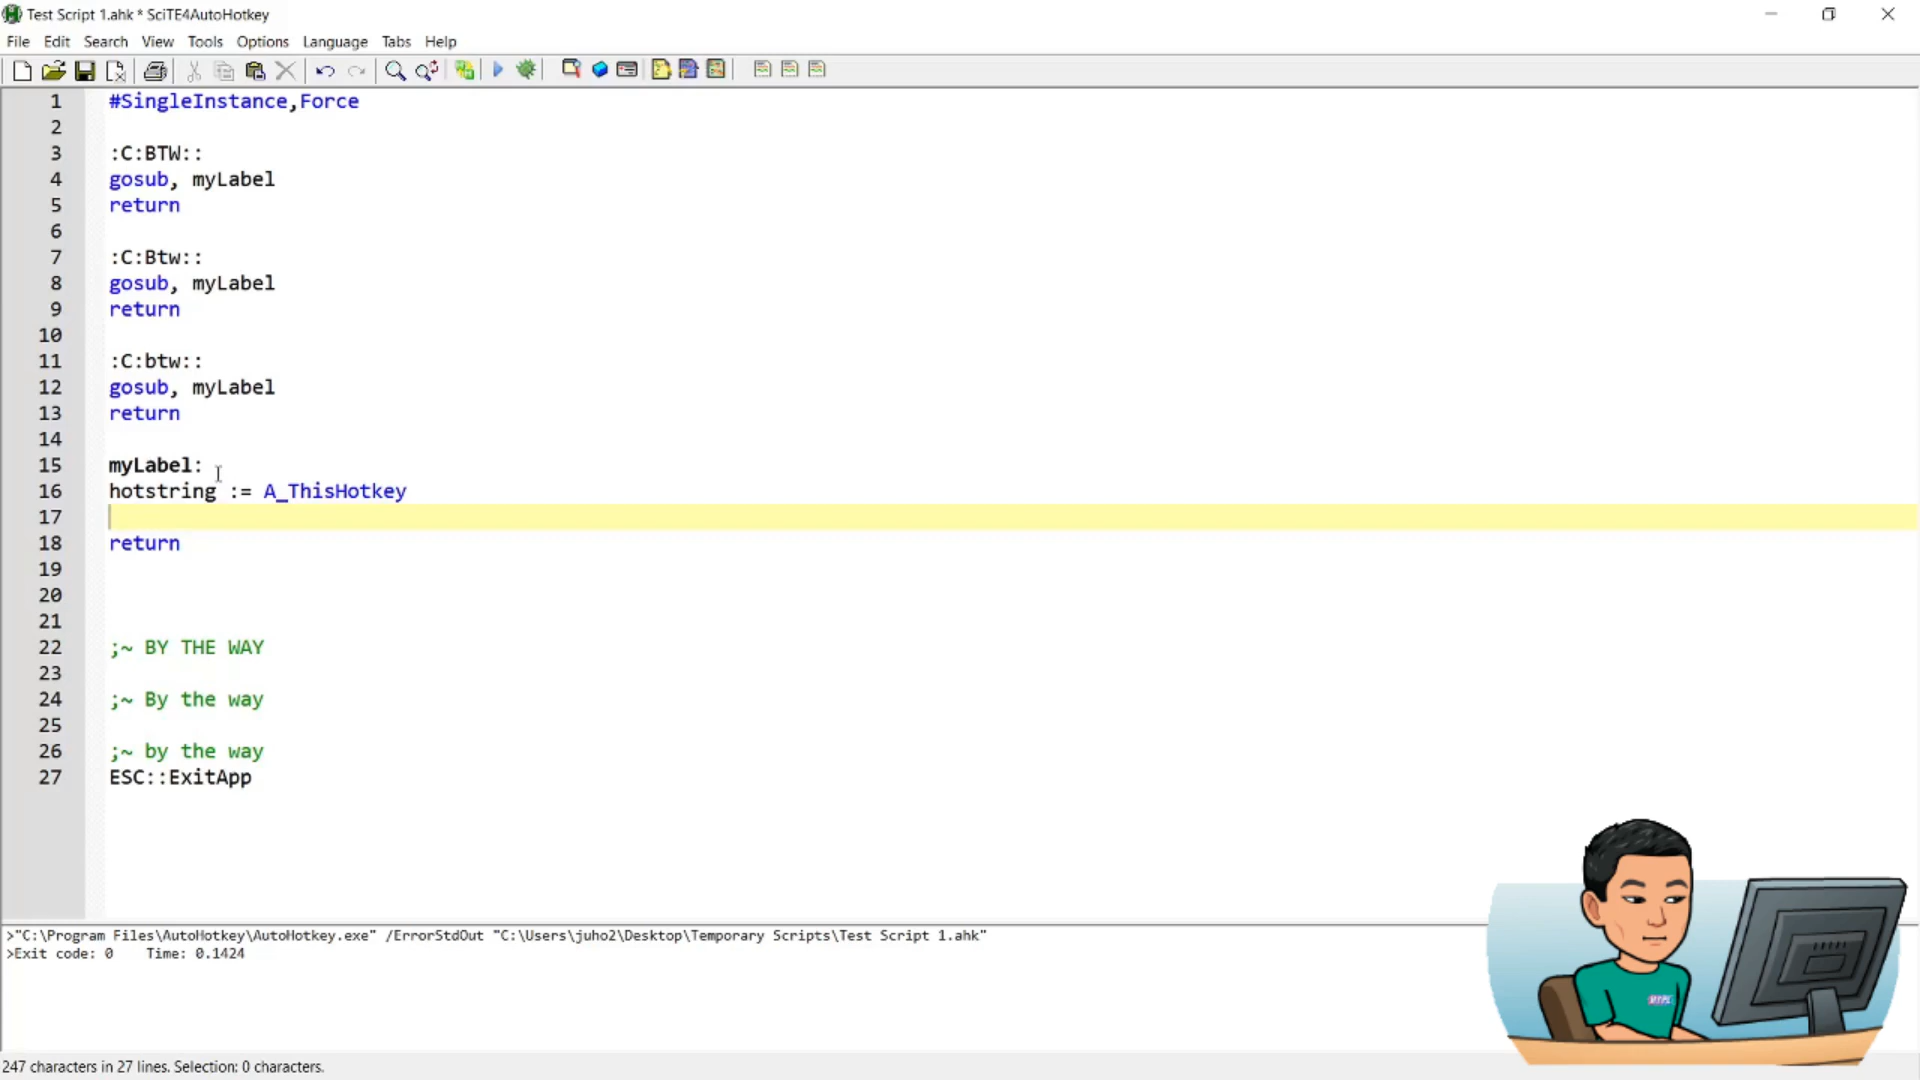 Test Script 1.ahk * SciTE4AutoHotkey
File Edit Search View Tools Options Language Tabs Help
1 #SingleInstance,Force
2
3 :C:BTW::
4 gosub, myLabel
5 return
6
7 :C:Btw::
8 gosub, myLabel
9 return
10
11 :C:btw::
12 gosub, myLabel
13 return
14
15 myLabel:
16 hotstring := A_ThisHotkey
17
18 return
19
20
21
22 ;~ BY THE WAY
23
24 ;~ By the way
25
26 ;~ by the way
27 ESC::ExitApp
>"C:\Program Files\AutoHotkey\AutoHotkey.exe" /ErrorStdOut "C:\Users\juho2\Desktop\Temporary Scripts\Test Script 1.ahk"
>Exit code: 0 Time: 0.1424
247 characters in 27 lines. Selection: 0 characters.